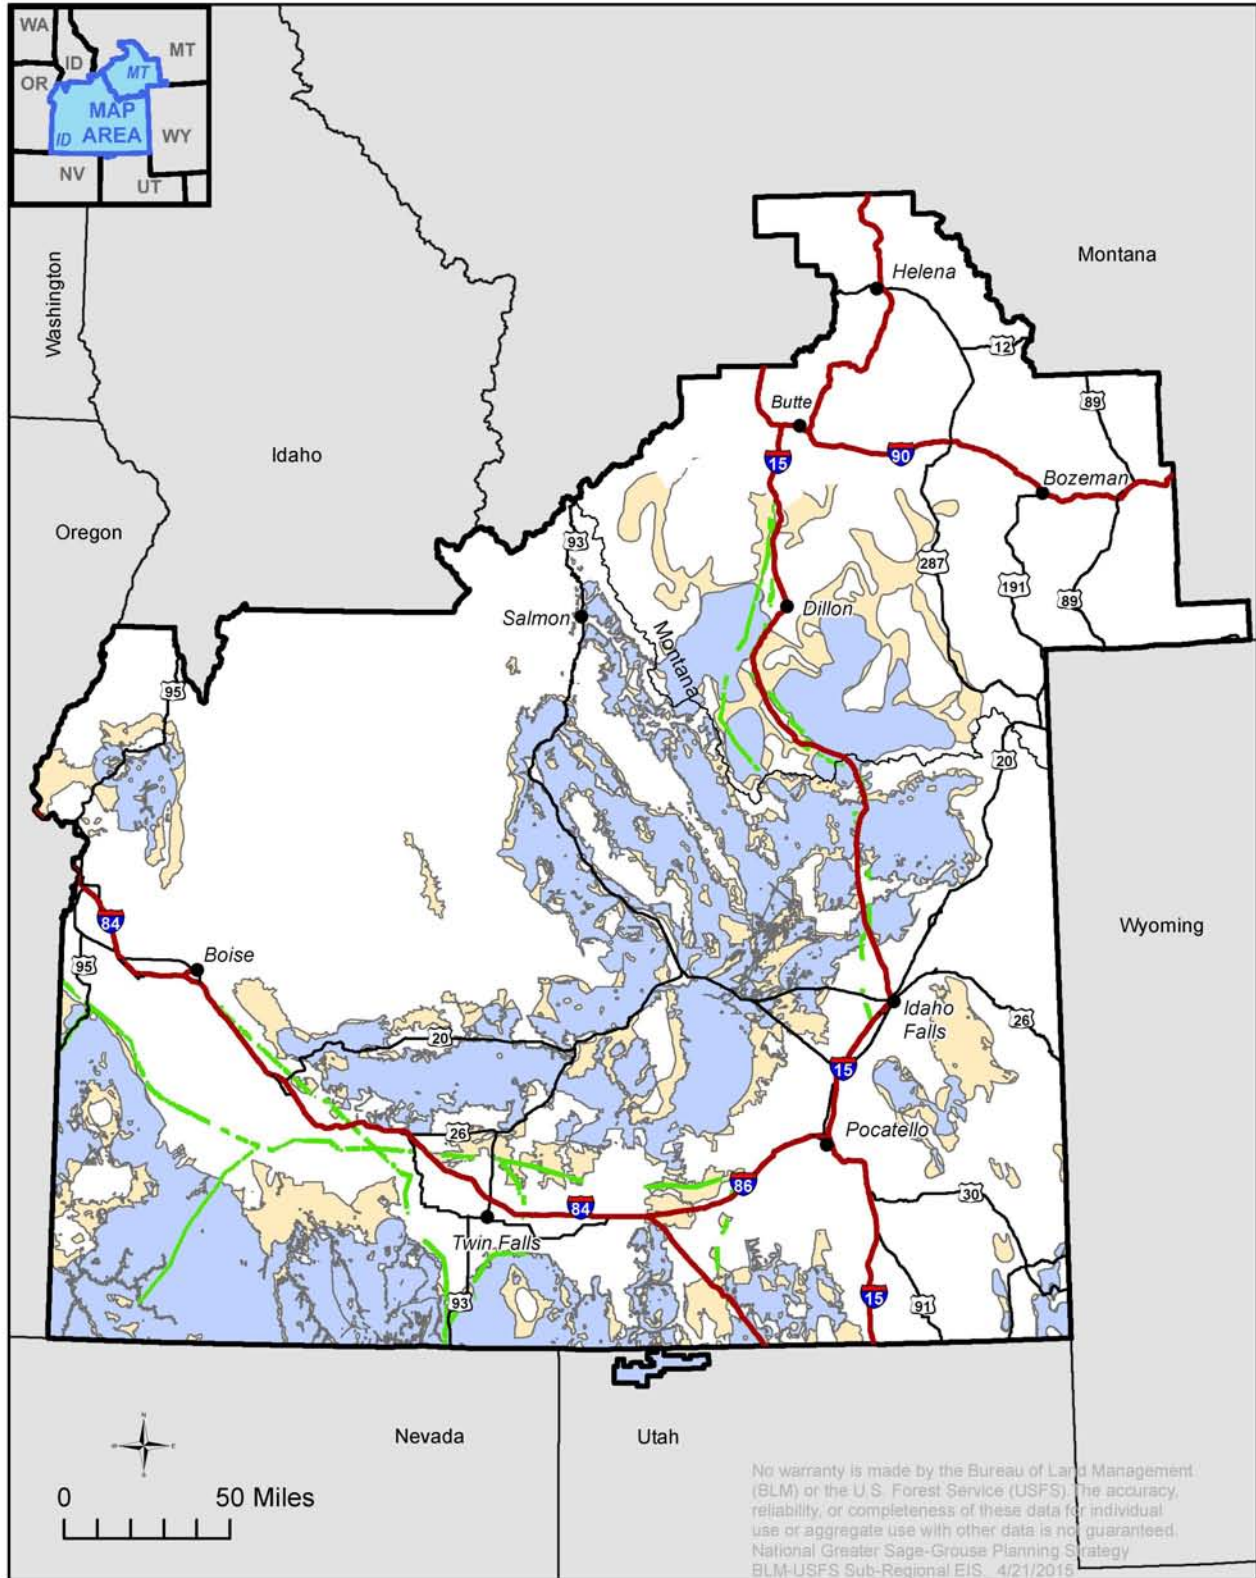 WA
MT
ID
MT
OR
MAP
AREA
ID
WY
NV
UT
Washington
Montana
Helena
12
Butte
89
Idaho
15
90
Bozeman
Oregon
93
287
191
89
Salmon
Dillon
Montana
95
20
84
Wyoming
Boise
95
Idaho
Falls
26
20
15
Pocatello
26
86
30
84
Twin Falls
93
15
91
Nevada
Utah
N
0 50 Miles
No warranty is made by the Bureau of Land Management
(BLM) or the U.S. Forest Service (USFS). The accuracy,
reliability, or completeness of these data for individual
use or aggregate use with other data is not guaranteed.
National Greater Sage-Grouse Planning Strategy
BLM-USFS Sub-Regional EIS. 4/21/2015